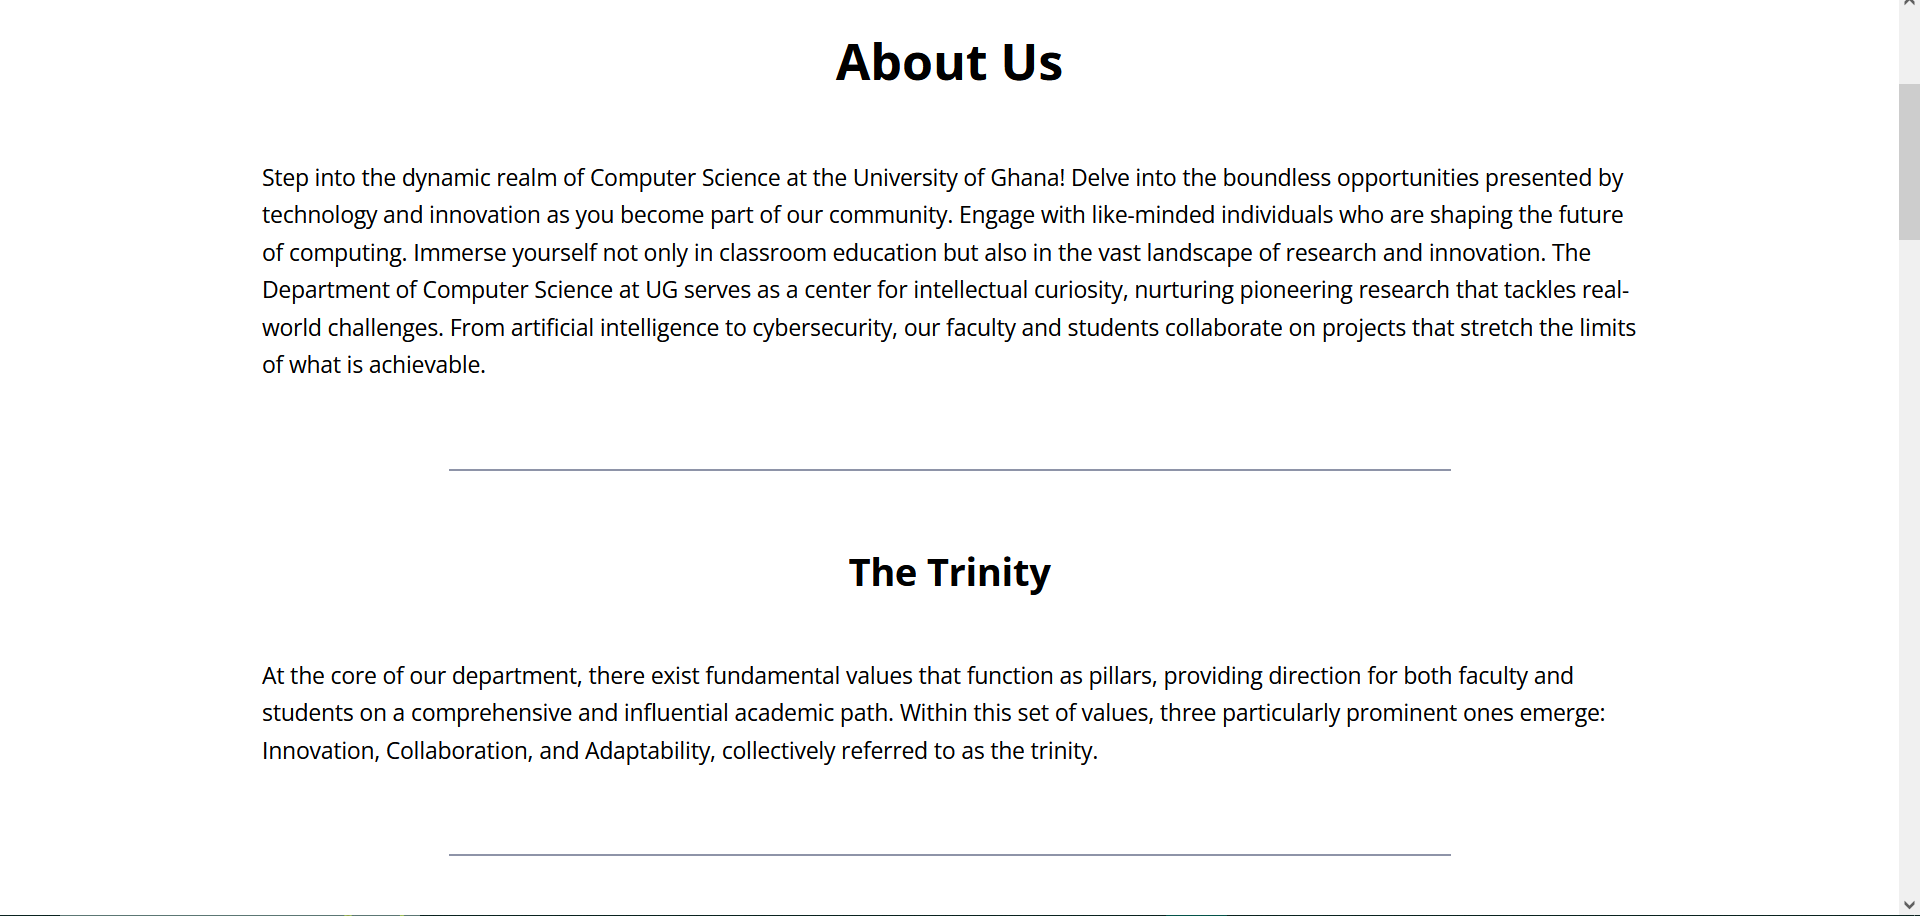 About Us
Step into the dynamic realm of Computer Science at the University of Ghana! Delve into the boundless opportunities presented by
technology and innovation as you become part of our community. Engage with like-minded individuals who are shaping the future
of computing. Immerse yourself not only in classroom education but also in the vast landscape of research and innovation. The
Department of Computer Science at UG serves as a center for intellectual curiosity, nurturing pioneering research that tackles real-
world challenges. From artificial intelligence to cybersecurity, our faculty and students collaborate on projects that stretch the limits
of what is achievable.
The Trinity
At the core of our department, there exist fundamental values that function as pillars, providing direction for both faculty and
students on a comprehensive and influential academic path. Within this set of values, three particularly prominent ones emerge:
Innovation, Collaboration, and Adaptability, collectively referred to as the trinity.